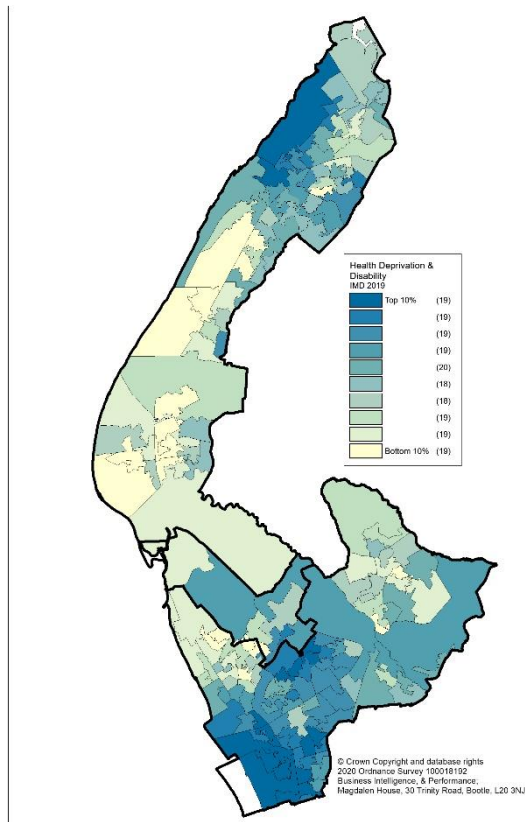 Health Deprivation &
Disability
IMD 2019
Top 10% (19)
(19)
(19)
(19)
(20)
(18)
(18)
(19)
(19)
Bottom 10% (19)
© Crown Copyright and database rights
2020 Ordnance Survey 100018192
Business Intelligence, & Performance,
Magdalen House, 30 Trinity Road, Bootle, L20 3NJ